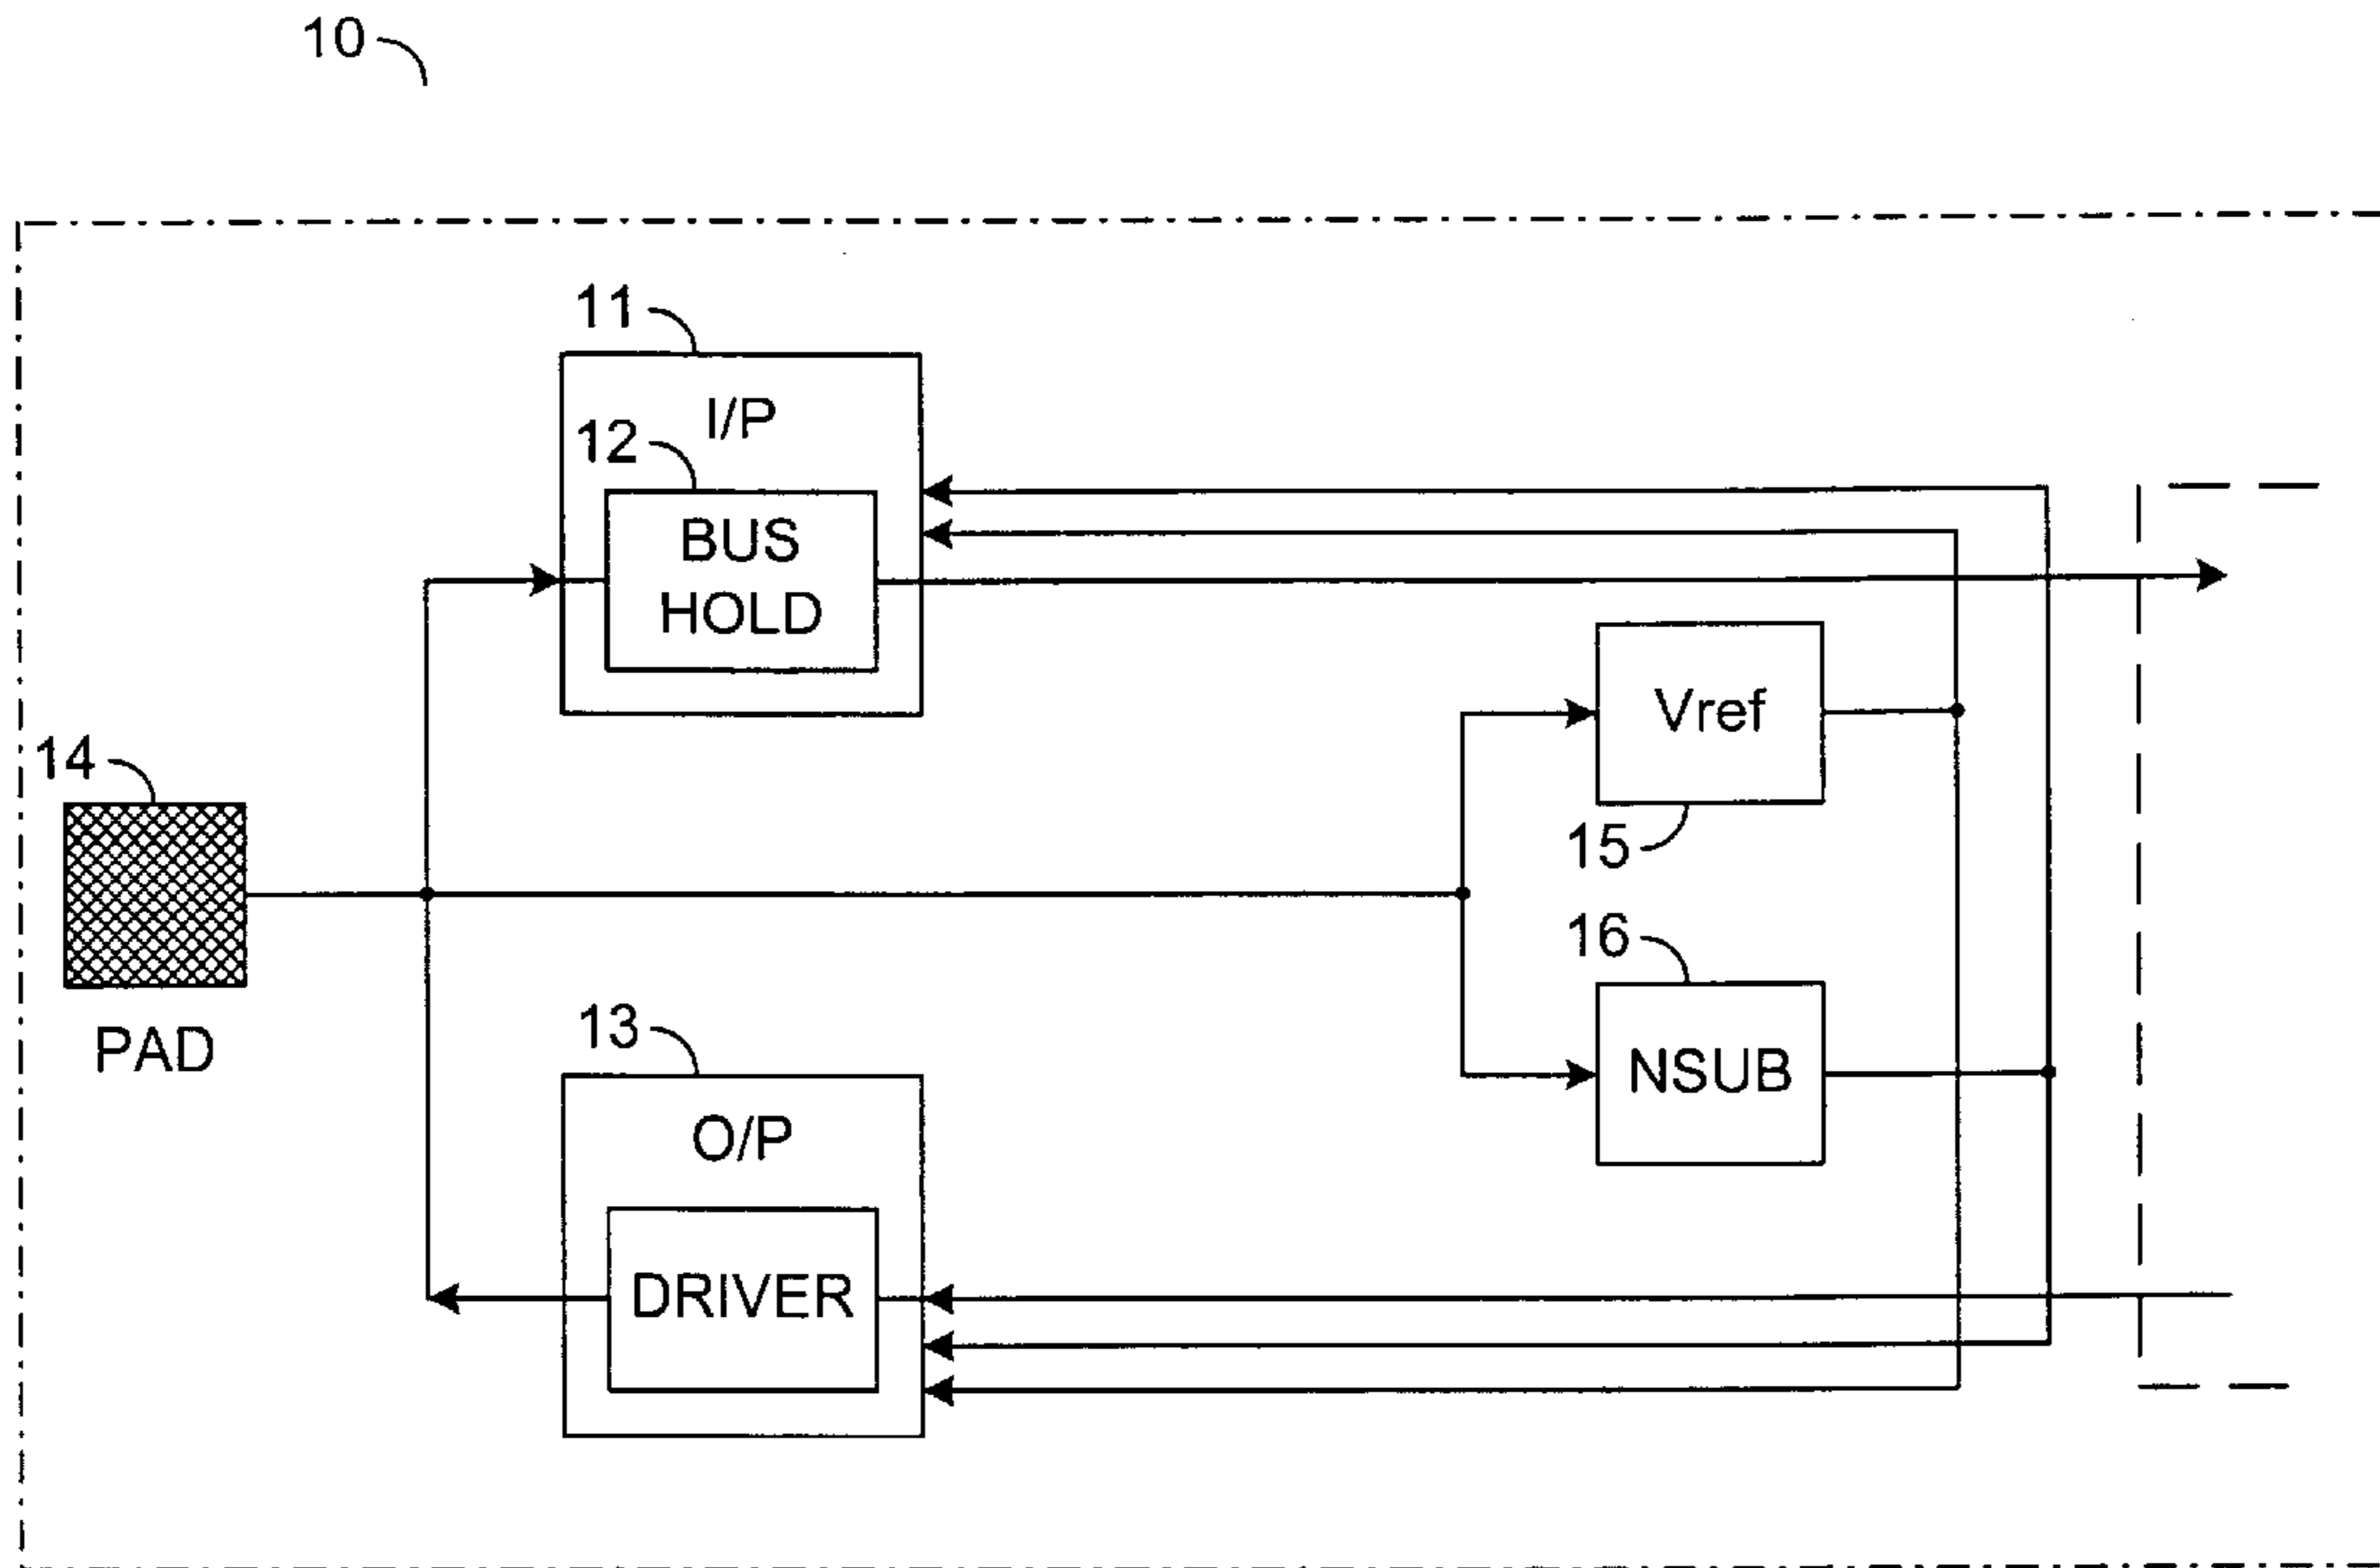 10
11
I/P
12
BUS
HOLD
Vref
14
15
16
PAD
13
NSUB
O/P
DRIVER